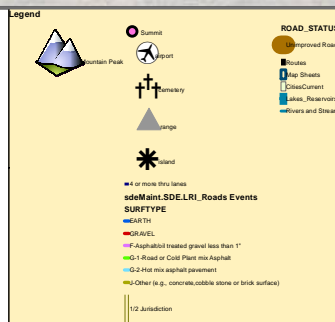 Legend
Mountain Peak
Summit
airport
cemetery
range
island
4 or more thru lanes
sdeMaint.SDE.LRI_Roads Events
SURFTYPE
EARTH
GRAVEL
F-Asphalt/oil treated gravel less than 1"
G-1-Road or Cold Plant mix Asphalt
G-2-Hot mix asphalt pavement
J-Other (e.g., concrete,cobble stone or brick surface)
1/2 Jurisdiction
ROAD_STATUS
Unimproved Road
Routes
Map Sheets
CitiesCurrent
Lakes_Reservoirs
Rivers and Stream